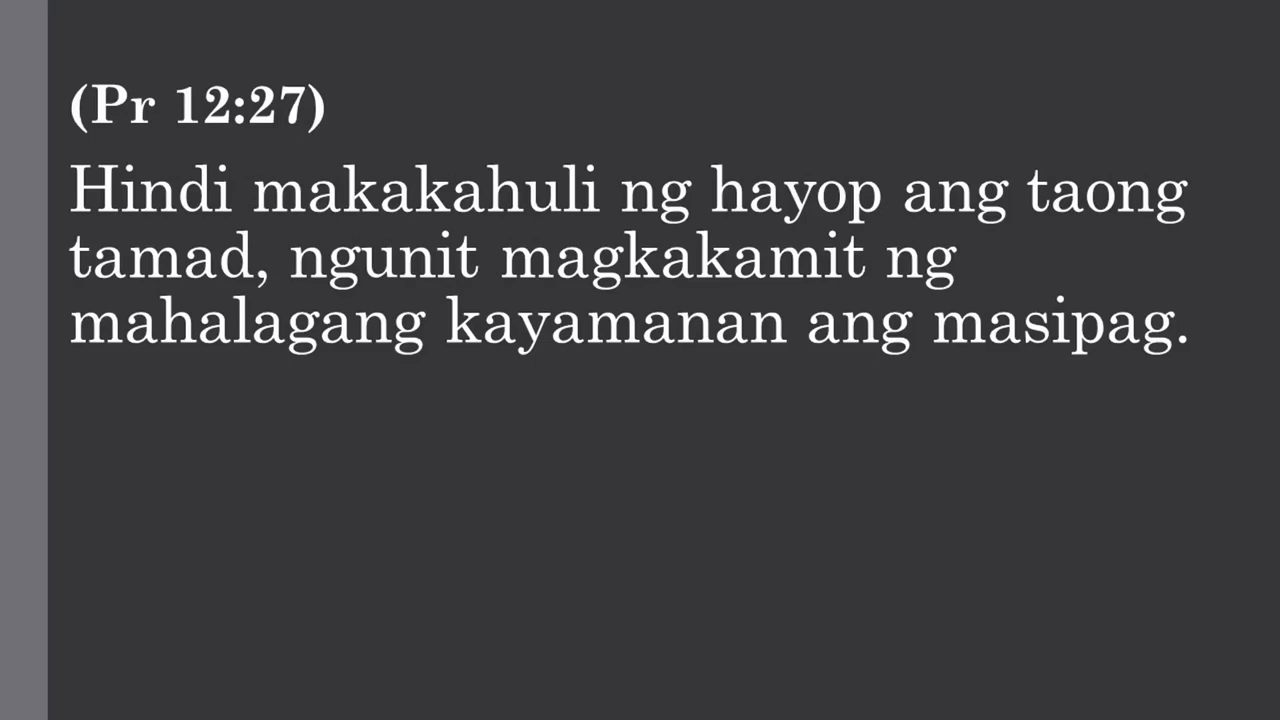 (Pr 12:27)
Hindi makakahuli ng hayop ang taong
tamad, ngunit magkakamit ng
mahalagang kayamanan ang masipag.